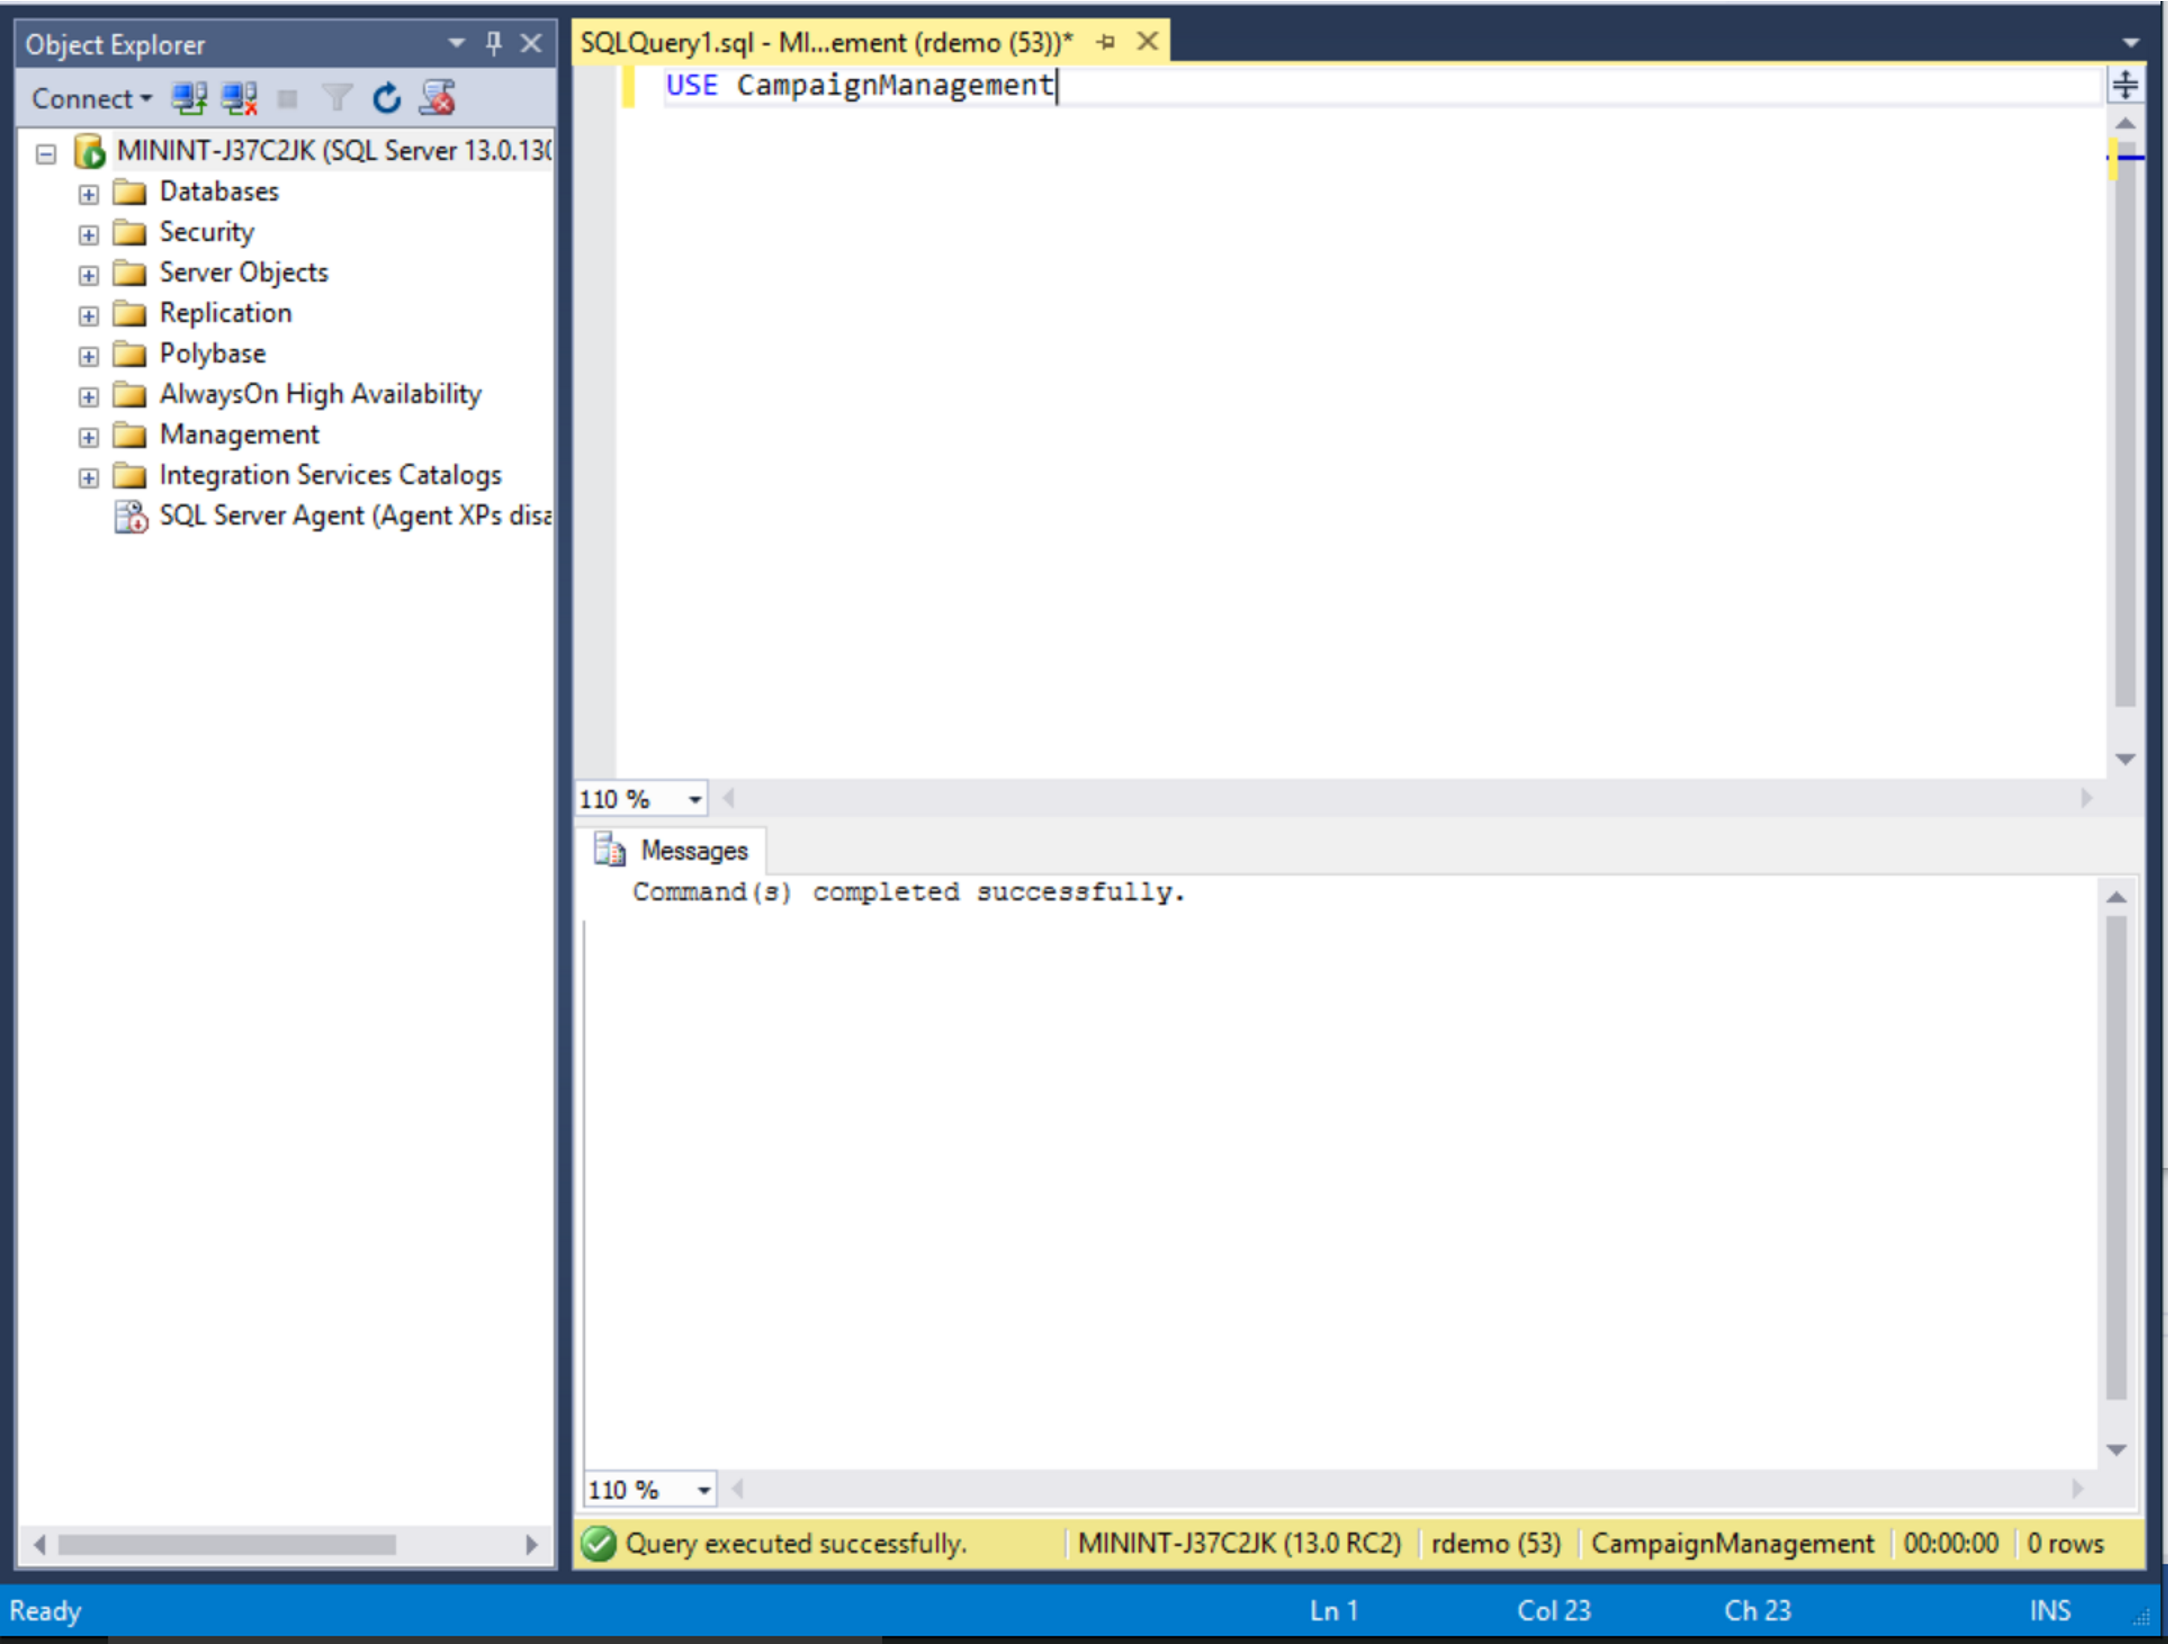 Object Explorer
Connect
MININT-J37C2JK (SQL Server 13.0.130
Databases
Security
Server Objects
Replication
Polybase
AlwaysOn High Availability
Management
Integration Services Catalogs
SQL Server Agent (Agent XPs disa
SQLQuery1.sql - MI...ement (rdemo (53))*
USE CampaignManagement
110 %
Messages
Command(s) completed successfully.
110 %
Query executed successfully. MININT-J37C2JK (13.0 RC2) rdemo (53) CampaignManagement 00:00:00 0 rows
Ready Ln 1 Col 23 Ch 23 INS